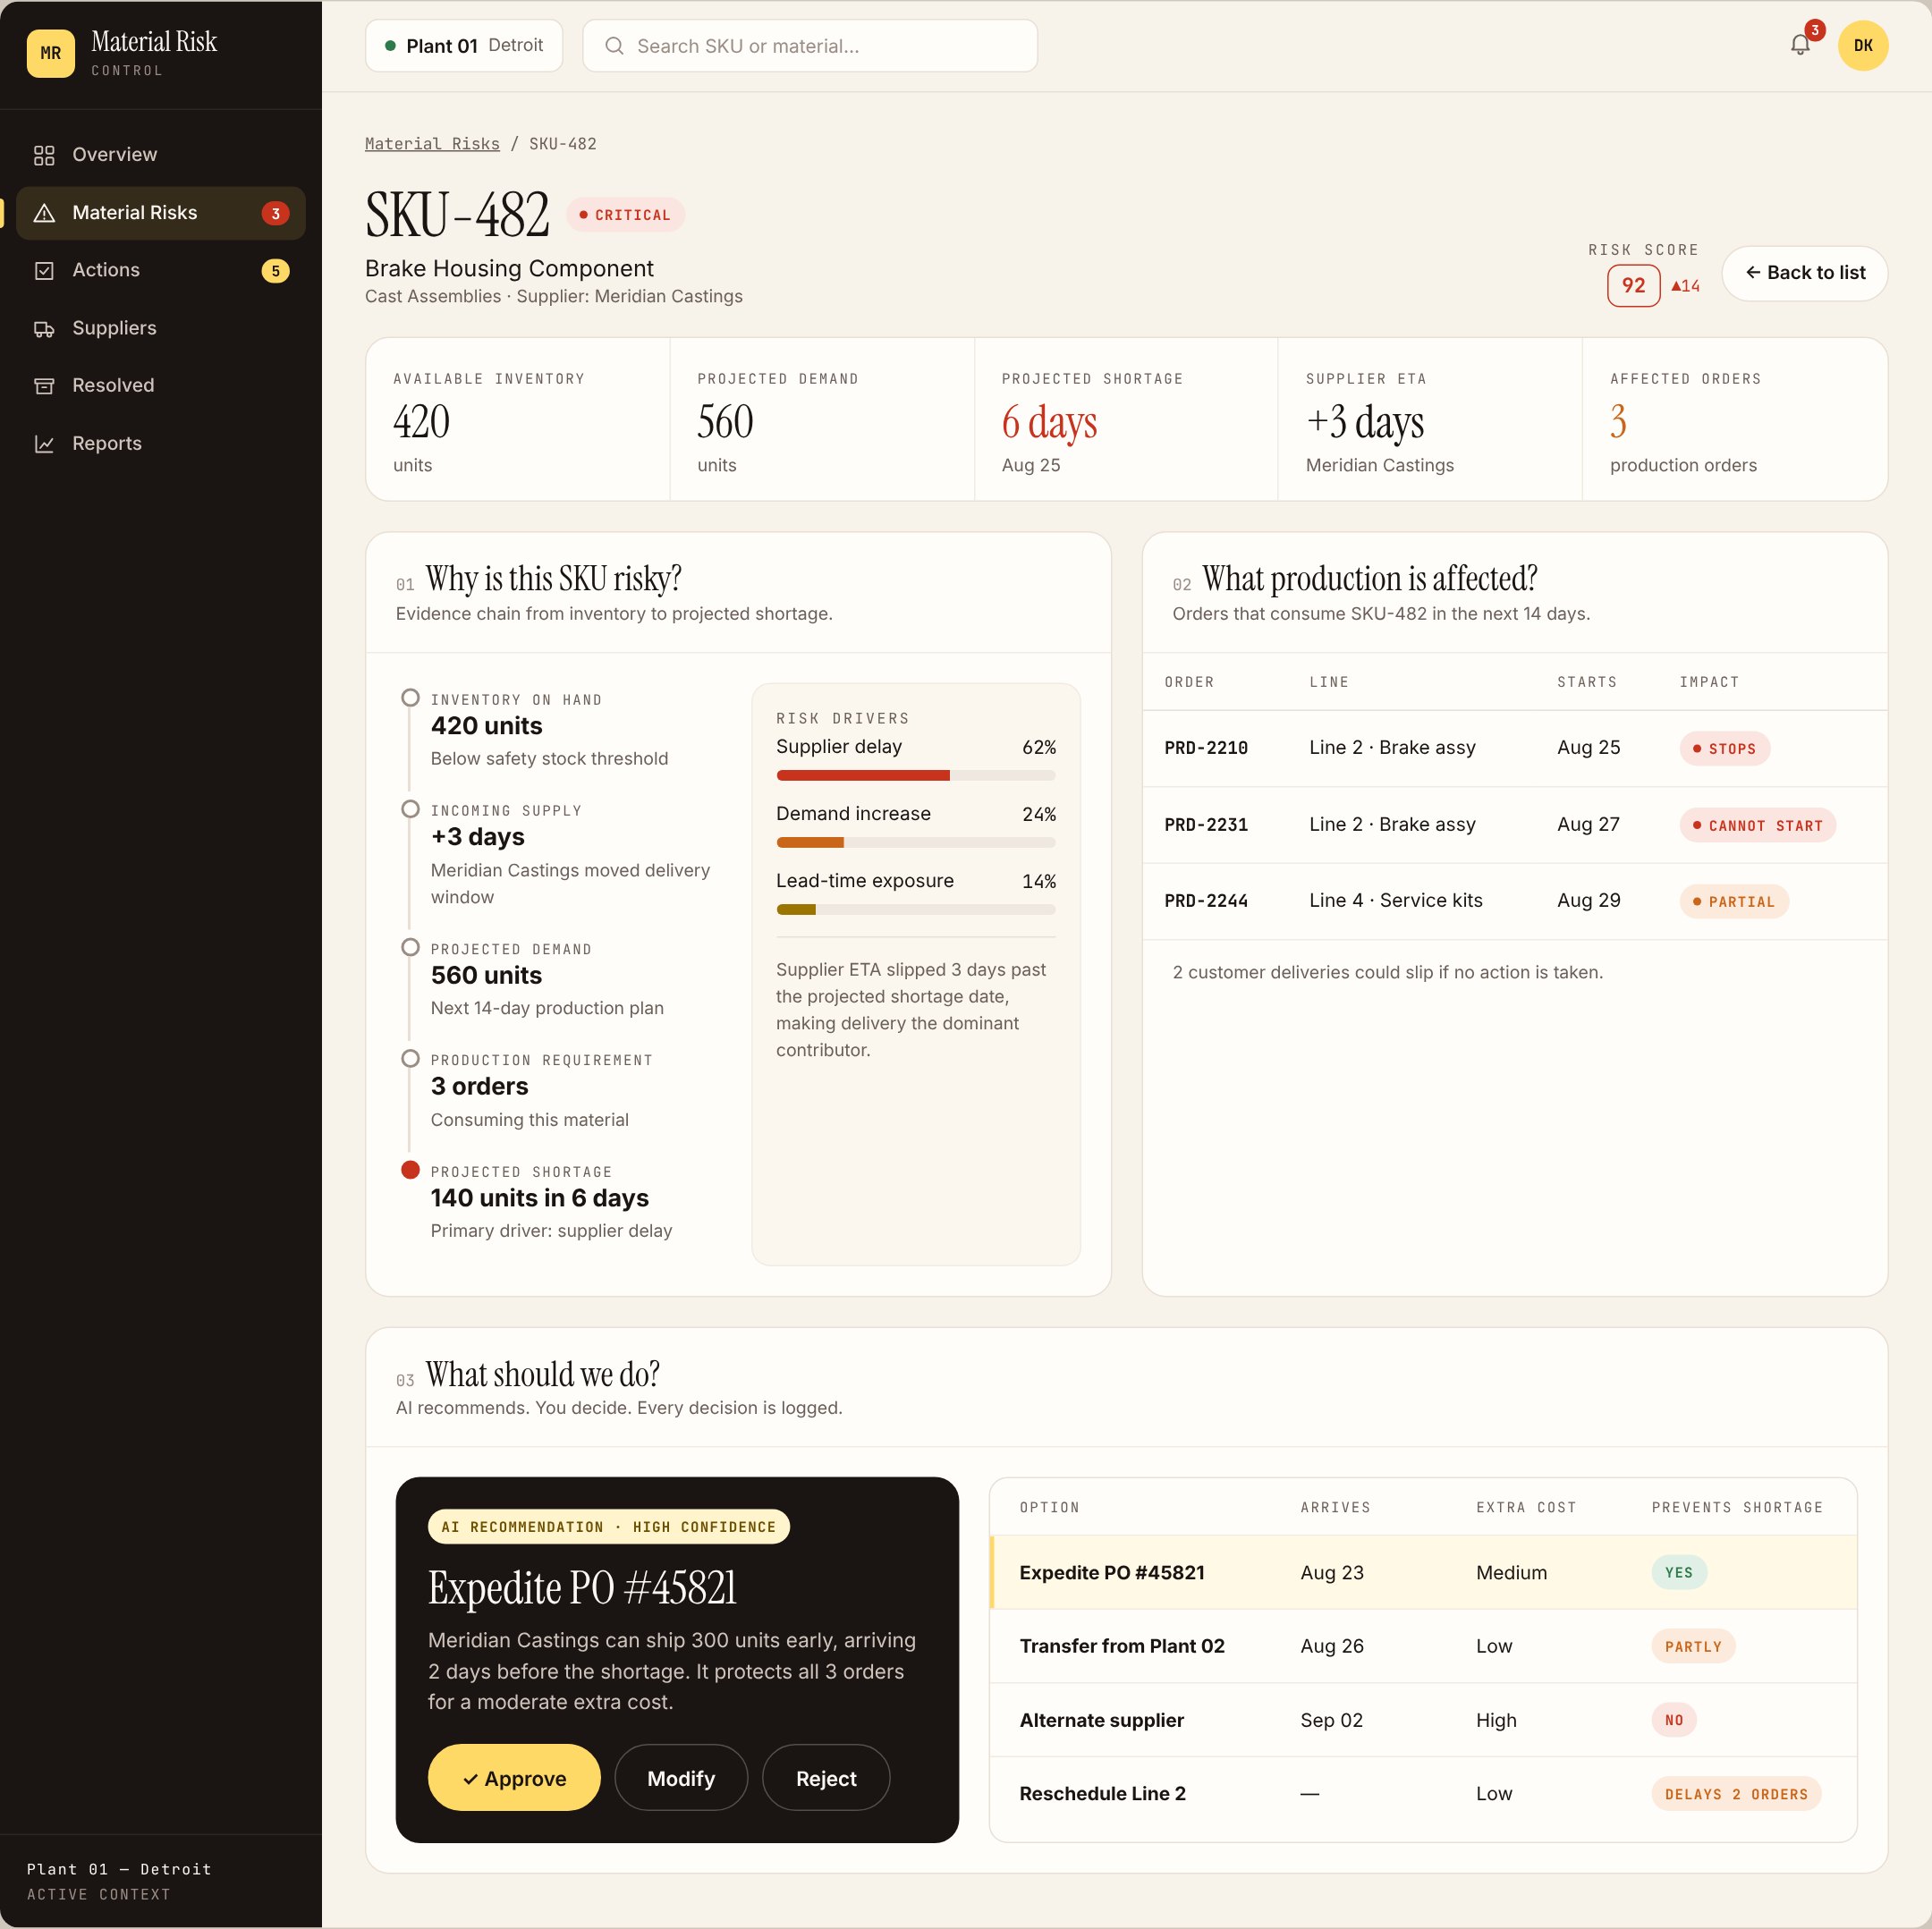 MR
Material Risk
CONTROL
Overview
Material Risks 3
Actions 5
Suppliers
Resolved
Reports
Plant 01 — Detroit
ACTIVE CONTEXT
Plant 01 Detroit
Search SKU or material...
3
DK
Material Risks / SKU-482
SKU-482 CRITICAL
Brake Housing Component
Cast Assemblies · Supplier: Meridian Castings
RISK SCORE
92 ▲14
← Back to list
AVAILABLE INVENTORY
420
units
PROJECTED DEMAND
560
units
PROJECTED SHORTAGE
6 days
Aug 25
SUPPLIER ETA
+3 days
Meridian Castings
AFFECTED ORDERS
3
production orders
01 Why is this SKU risky?
Evidence chain from inventory to projected shortage.
INVENTORY ON HAND
420 units
Below safety stock threshold
INCOMING SUPPLY
+3 days
Meridian Castings moved delivery
window
PROJECTED DEMAND
560 units
Next 14-day production plan
PRODUCTION REQUIREMENT
3 orders
Consuming this material
PROJECTED SHORTAGE
140 units in 6 days
Primary driver: supplier delay
RISK DRIVERS
Supplier delay 62%
Demand increase 24%
Lead-time exposure 14%
Supplier ETA slipped 3 days past
the projected shortage date,
making delivery the dominant
contributor.
02 What production is affected?
Orders that consume SKU-482 in the next 14 days.
ORDER LINE STARTS IMPACT
PRD-2210 Line 2 · Brake assy Aug 25 STOPS
PRD-2231 Line 2 · Brake assy Aug 27 CANNOT START
PRD-2244 Line 4 · Service kits Aug 29 PARTIAL
2 customer deliveries could slip if no action is taken.
03 What should we do?
AI recommends. You decide. Every decision is logged.
AI RECOMMENDATION · HIGH CONFIDENCE
Expedite PO #45821
Meridian Castings can ship 300 units early, arriving
2 days before the shortage. It protects all 3 orders
for a moderate extra cost.
✓ Approve Modify Reject
OPTION ARRIVES EXTRA COST PREVENTS SHORTAGE
Expedite PO #45821 Aug 23 Medium YES
Transfer from Plant 02 Aug 26 Low PARTLY
Alternate supplier Sep 02 High NO
Reschedule Line 2 — Low DELAYS 2 ORDERS